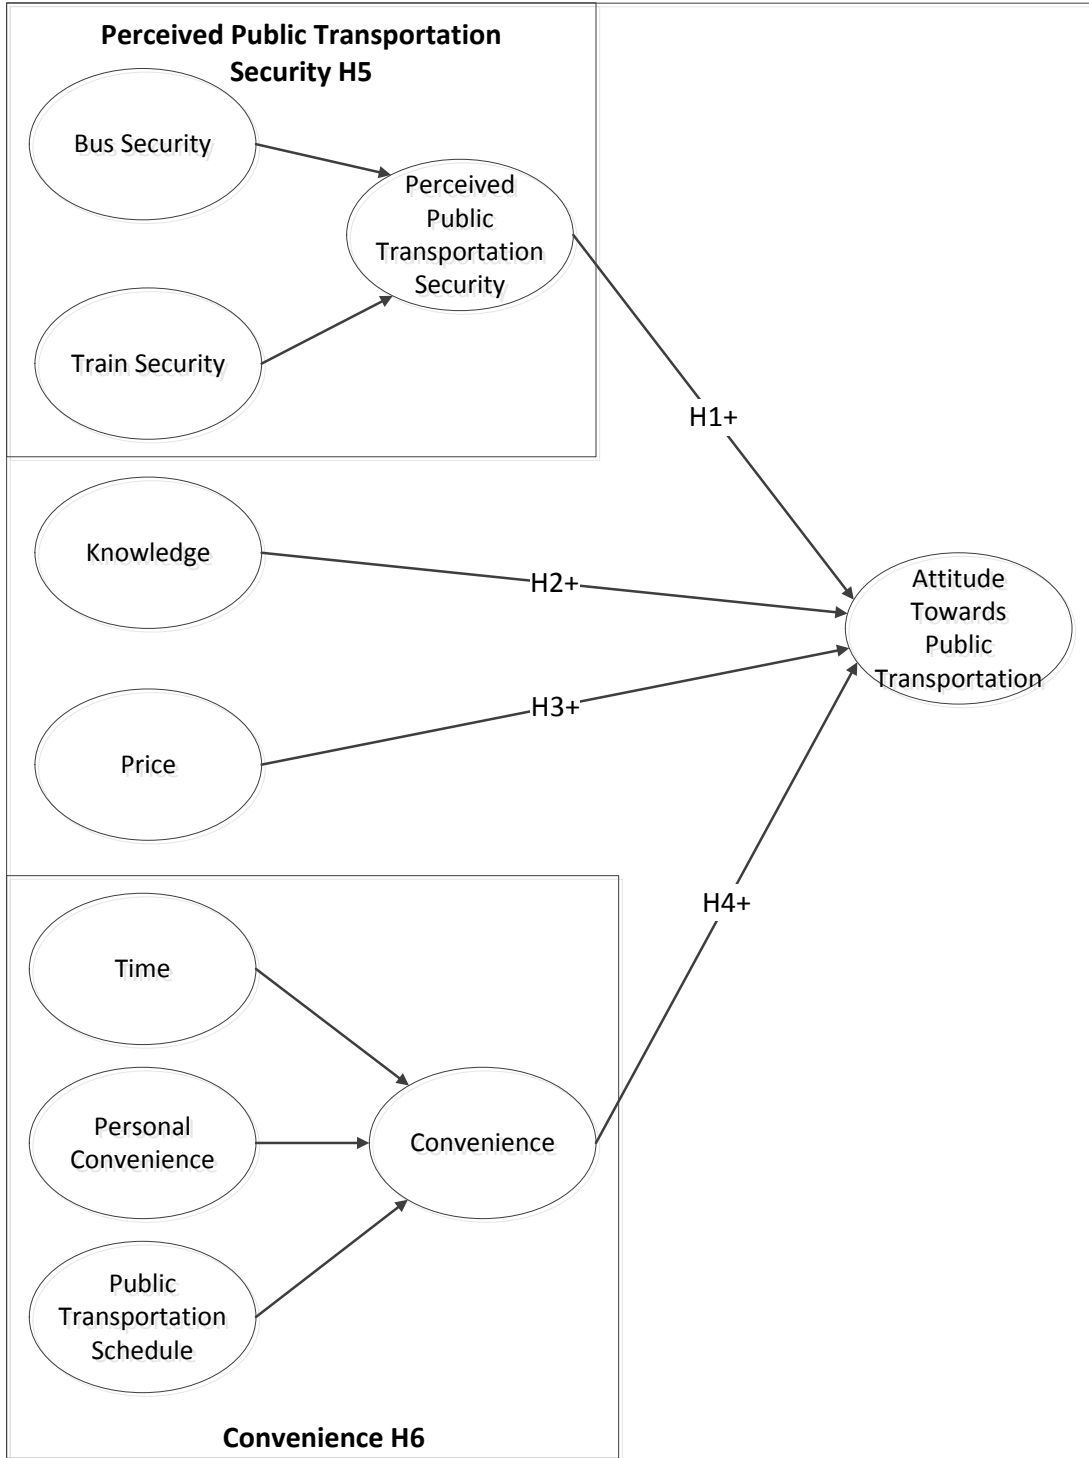 Perceived Public Transportation
Security H5
Bus Security
Perceived
Public
Transportation
Security
Train Security
H1+
Knowledge
H2+
Attitude
Towards
Public
Transportation
H3+
Price
H4+
Time
Personal
Convenience
Convenience
Public
Transportation
Schedule
Convenience H6